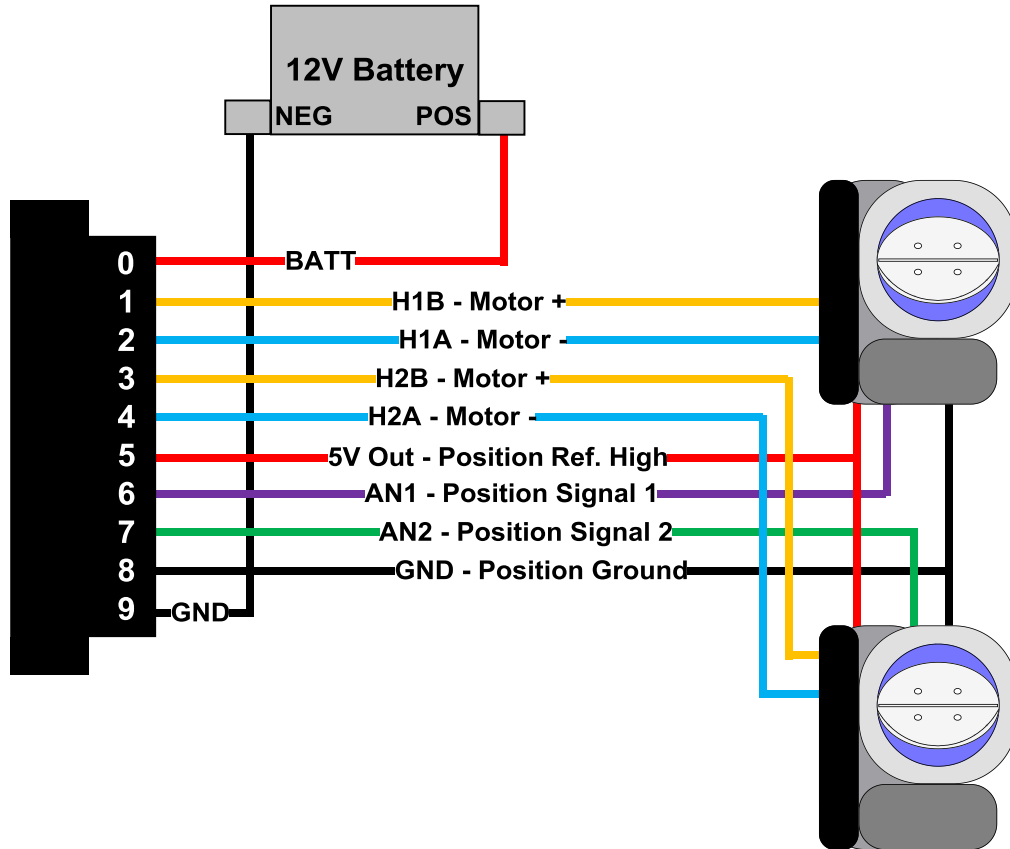 12V Battery
NEG POS
0 BATT
1 H1B - Motor +
2 H1A - Motor -
3 H2B - Motor +
4 H2A - Motor -
5 5V Out - Position Ref. High
6 AN1 - Position Signal 1
7 AN2 - Position Signal 2
8 GND - Position Ground
9 GND